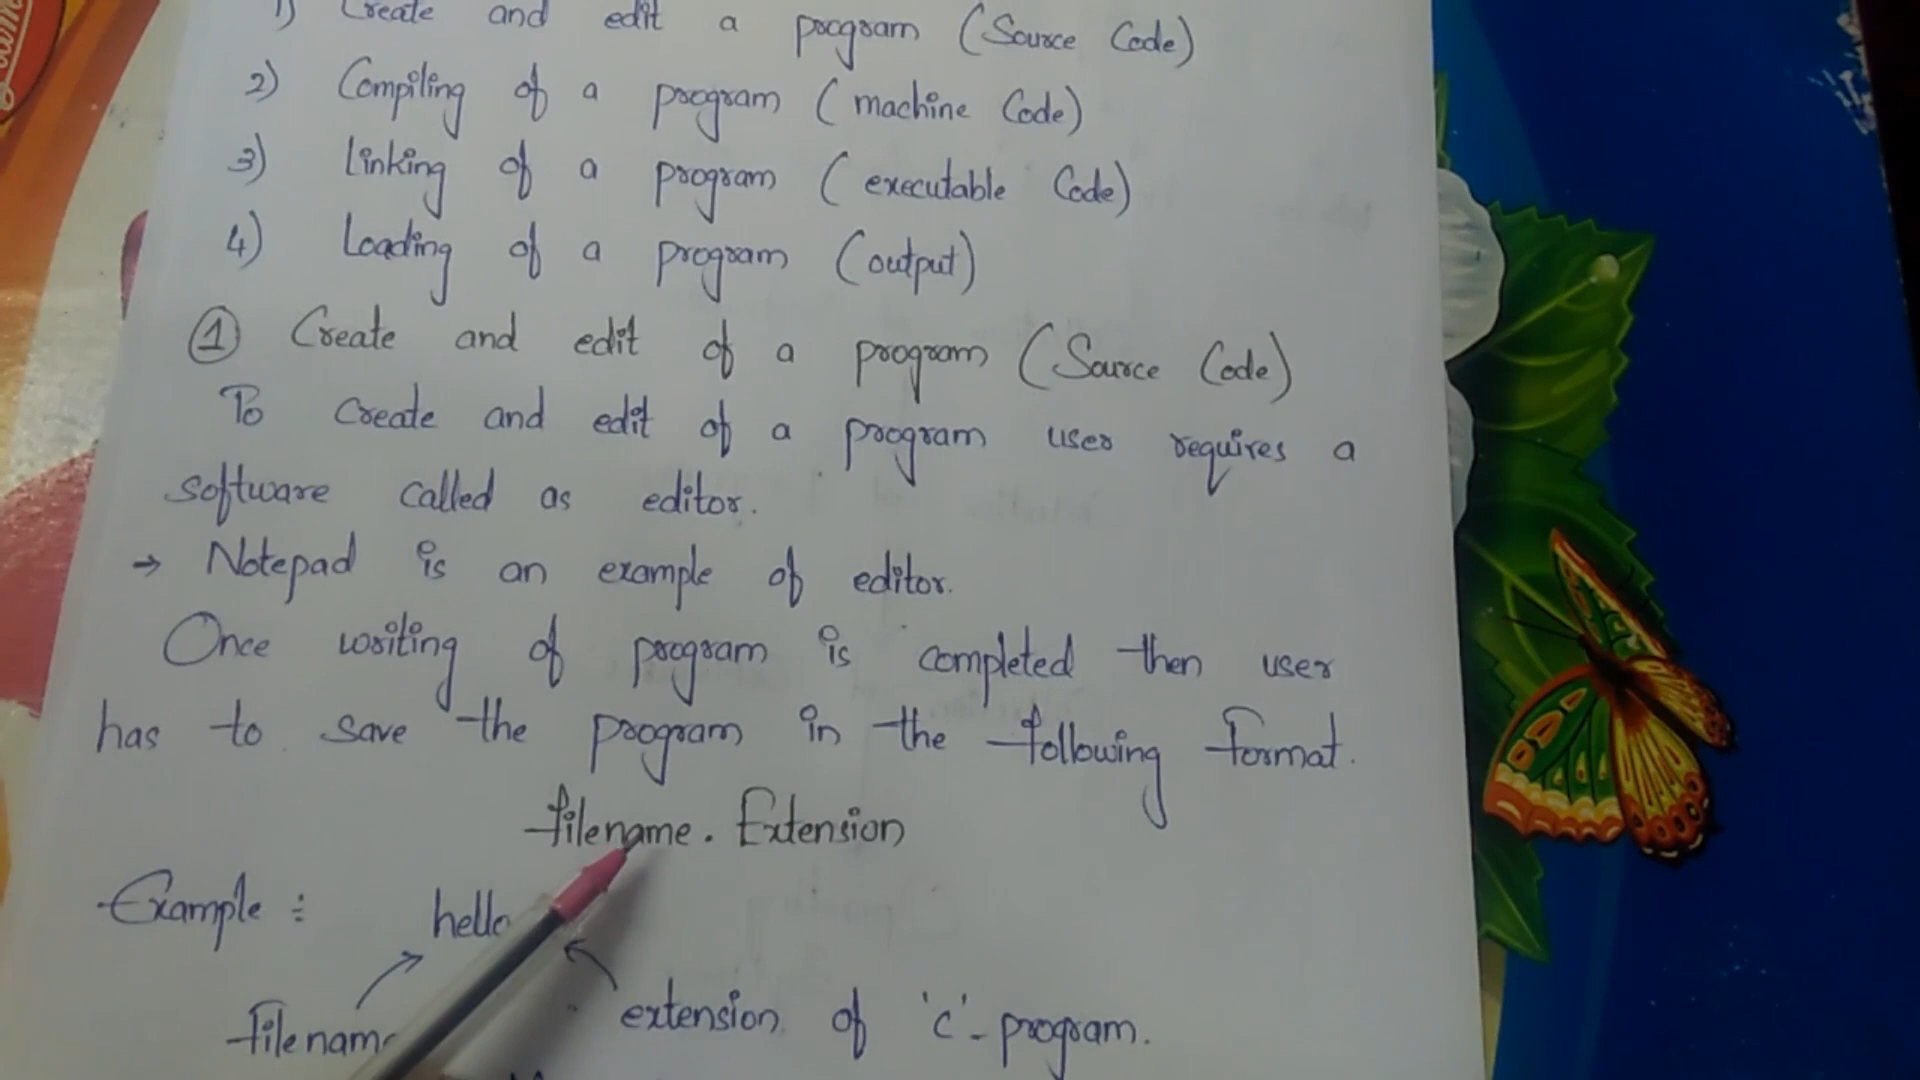 1) Create and edit a program (Source Code)
2) Compiling of a program (machine Code)
3) Linking of a program (executable Code)
4) Loading of a program (output)
① Create and edit of a program (Source Code)
To create and edit of a program user requires a
software called as editor.
→ Notepad is an example of editor.
Once writing of program is completed then user
has to save the program in the following format.
filename. Extension
Example : hello
filename extension of 'c'-program.